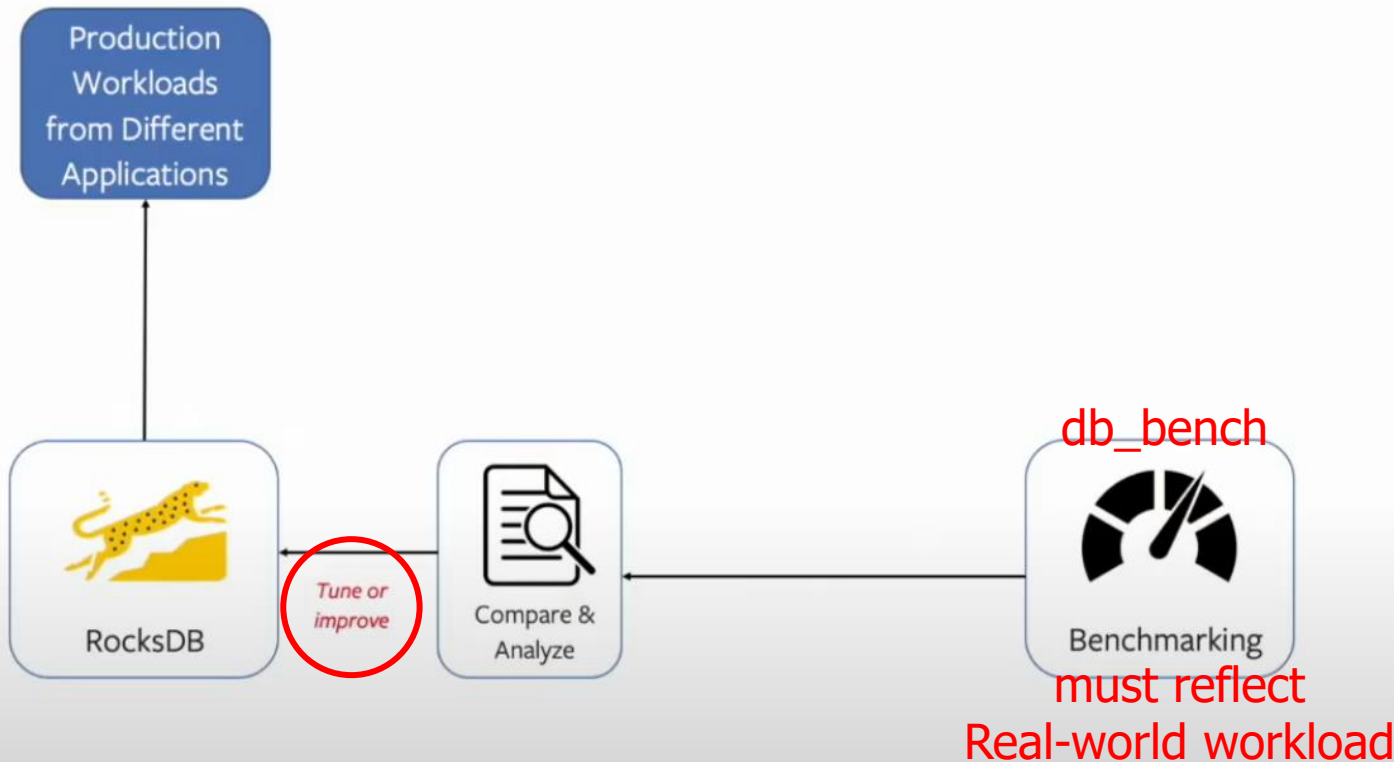 Production
Workloads
from Different
Applications
RocksDB
Tune or
improve
Compare &
Analyze
db_bench
Benchmarking
must reflect
Real-world workload